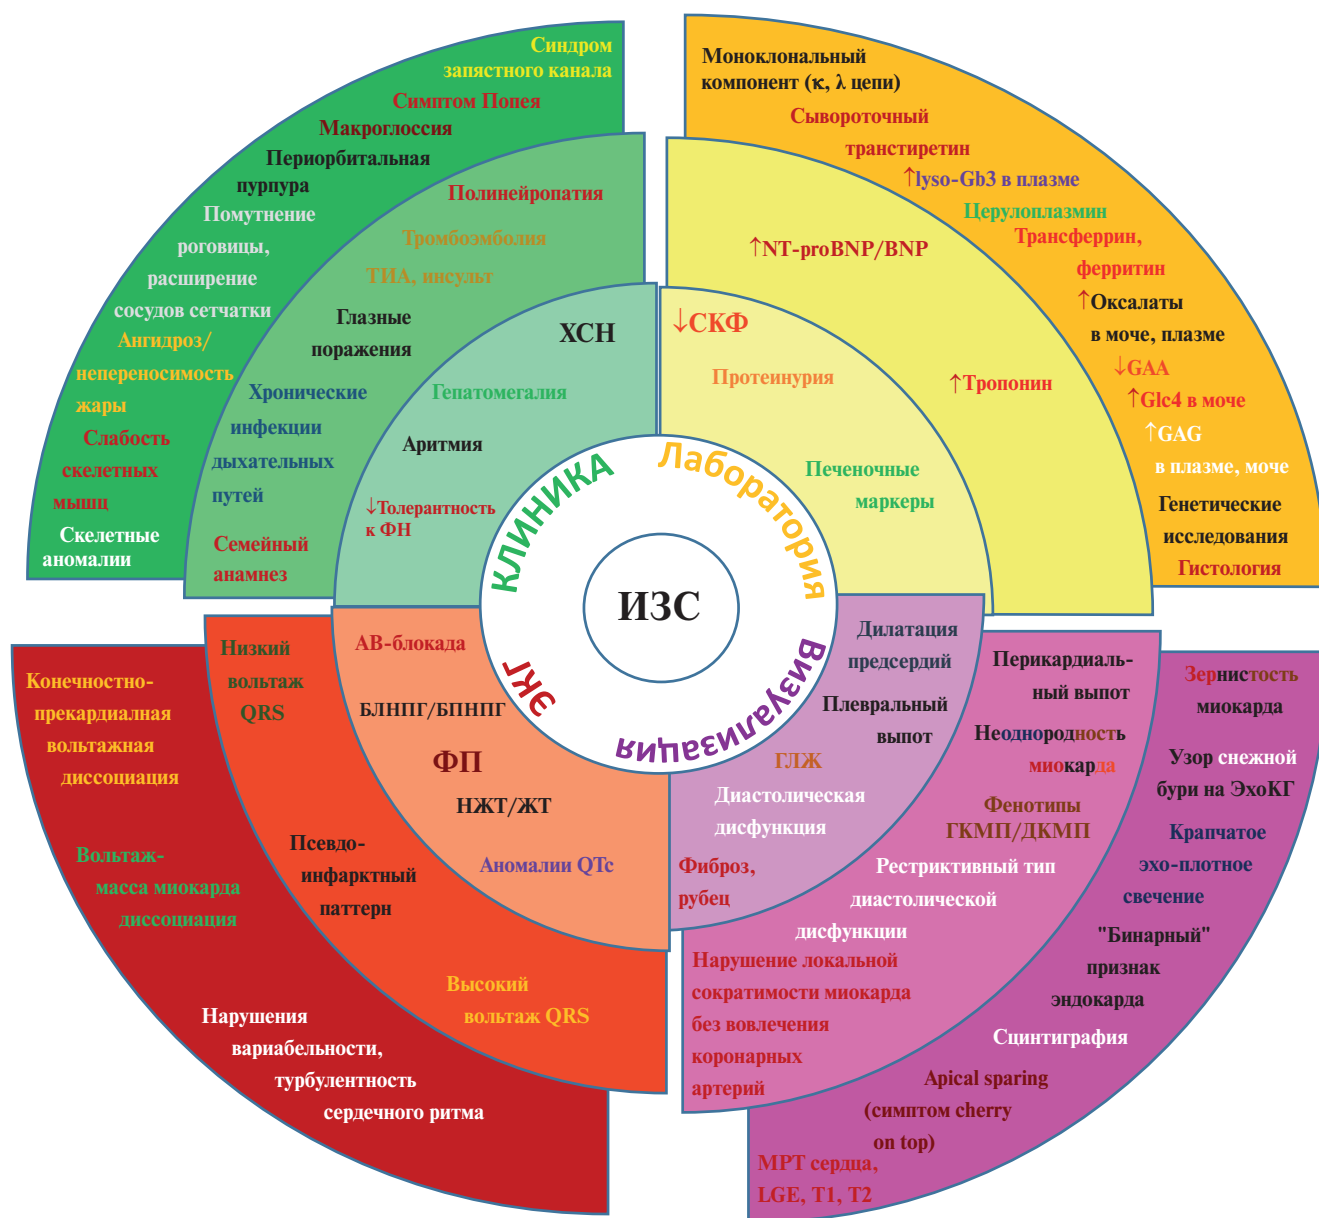 ИЗС
КЛИНИКА
Лаборатория
ЭКГ
Визуализация
Синдром
запястного канала
Симптом Попея
Макроглоссия
Периорбитальная
пурпура
Помутнение
роговицы,
расширение
сосудов сетчатки
Ангидроз/
непереносимость
жары
Слабость
скелетных
мышц
Скелетные
аномалии
Полинейропатия
Тромбоэмболия
ТИА, инсульт
Глазные
поражения
Хронические
инфекции
дыхательных
путей
Семейный
анамнез
ХСН
Гепатомегалия
Аритмия
↓Толерантность
к ФН
Моноклональный
компонент (κ, λ цепи)
Сывороточный
транстиретин
↑lyso-Gb3 в плазме
Церулоплазмин
Трансферрин,
ферритин
↑Оксалаты
в моче, плазме
↓GAA
↑Glc4 в моче
↑GAG
в плазме, моче
Генетические
исследования
Гистология
↑NT-proBNP/BNP
↑Тропонин
↓СКФ
Протеинурия
Печеночные
маркеры
АВ-блокада
БЛНПГ/БПНПГ
ФП
НЖТ/ЖТ
Аномалии QTc
Низкий
вольтаж
QRS
Псевдо-
инфарктный
паттерн
Высокий
вольтаж QRS
Конечностно-
прекардиалная
вольтажная
диссоциация
Вольтаж-
масса миокарда
диссоциация
Нарушения
вариабельности,
турбулентность
сердечного ритма
Дилатация
предсердий
Плевральный
выпот
ГЛЖ
Диастолическая
дисфункция
Фиброз,
рубец
Перикардиаль-
ный выпот
Неоднородность
миокарда
Фенотипы
ГКМП/ДКМП
Рестриктивный тип
диастолической
дисфункции
Нарушение локальной
сократимости миокарда
без вовлечения
коронарных
артерий
Зернистость
миокарда
Узор снежной
бури на ЭхоКГ
Крапчатое
эхо-плотное
свечение
"Бинарный"
признак
эндокарда
Сцинтиграфия
Apical sparing
(симптом cherry
on top)
МРТ сердца,
LGE, T1, T2